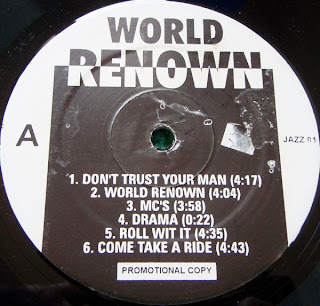 WORLD
RENOWN
A
JAZZ 01
1. DON'T TRUST YOUR MAN (4:17)
2. WORLD RENOWN (4:04)
3. MC'S (3:58)
4. DRAMA (0:22)
5. ROLL WIT IT (4:35)
6. COME TAKE A RIDE (4:43)
PROMOTIONAL COPY